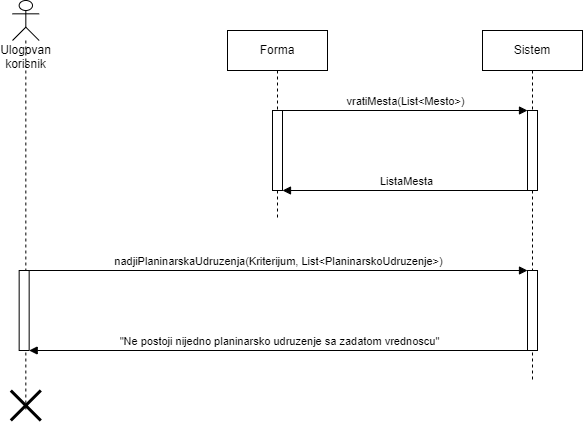 Ulogovan
korisnik
Forma
Sistem
vratiMesta(List<Mesto>)
ListaMesta
nadjiPlaninarskaUdruzenja(Kriterijum, List<PlaninarskoUdruzenje>)
"Ne postoji nijedno planinarsko udruzenje sa zadatom vrednoscu"